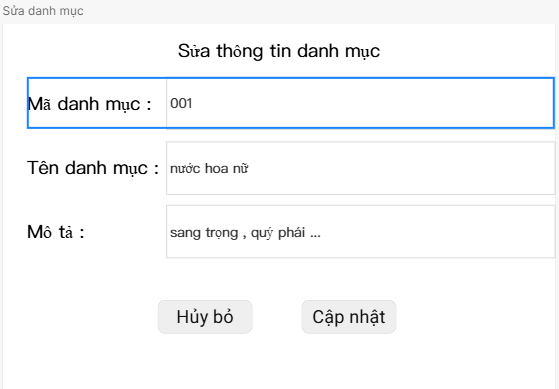 Sửa danh mục
Sửa thông tin danh mục
Mã danh mục : 001
Tên danh mục : nước hoa nữ
Mô tả : sang trọng , quý phái ...
Hủy bỏ Cập nhật